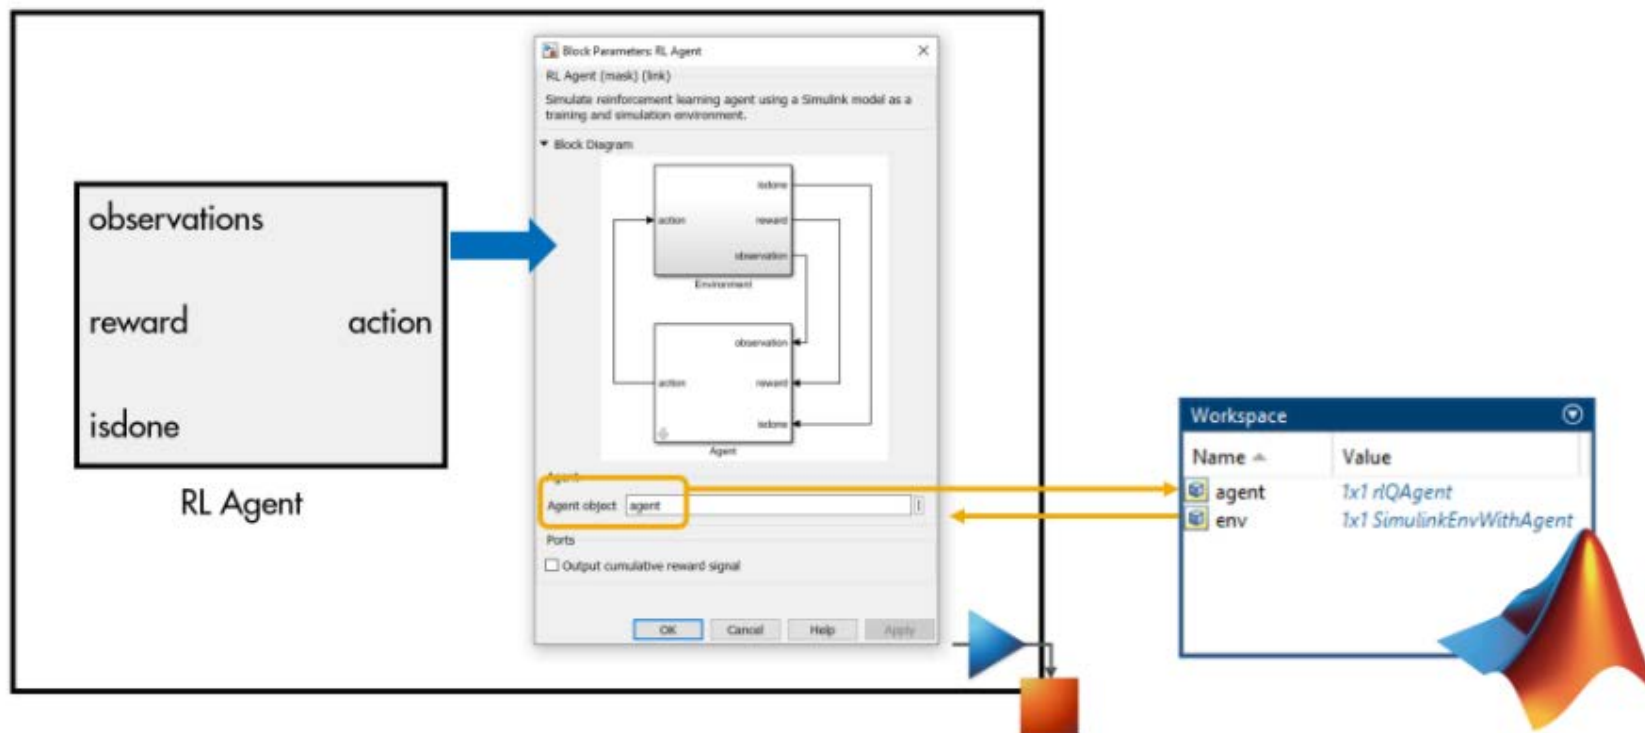 observations
reward
action
isdone
RL Agent
Block Parameters: RL Agent
RL Agent (mask) (link)
Simulate reinforcement learning agent using a Simulink model as a
training and simulation environment.
Block Diagram
isdone
action
reward
observation
Environment
observation
action
reward
isdone
Agent
Agent
Agent object
agent
Ports
Output cumulative reward signal
OK
Cancel
Help
Apply
Workspace
Name
Value
agent
1x1 rlQAgent
env
1x1 SimulinkEnvWithAgent